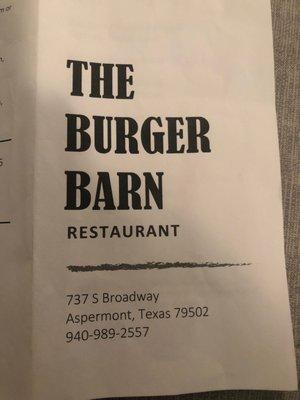 THE
BURGER
BARN
RESTAURANT
737 S Broadway
Aspermont, Texas 79502
940-989-2557